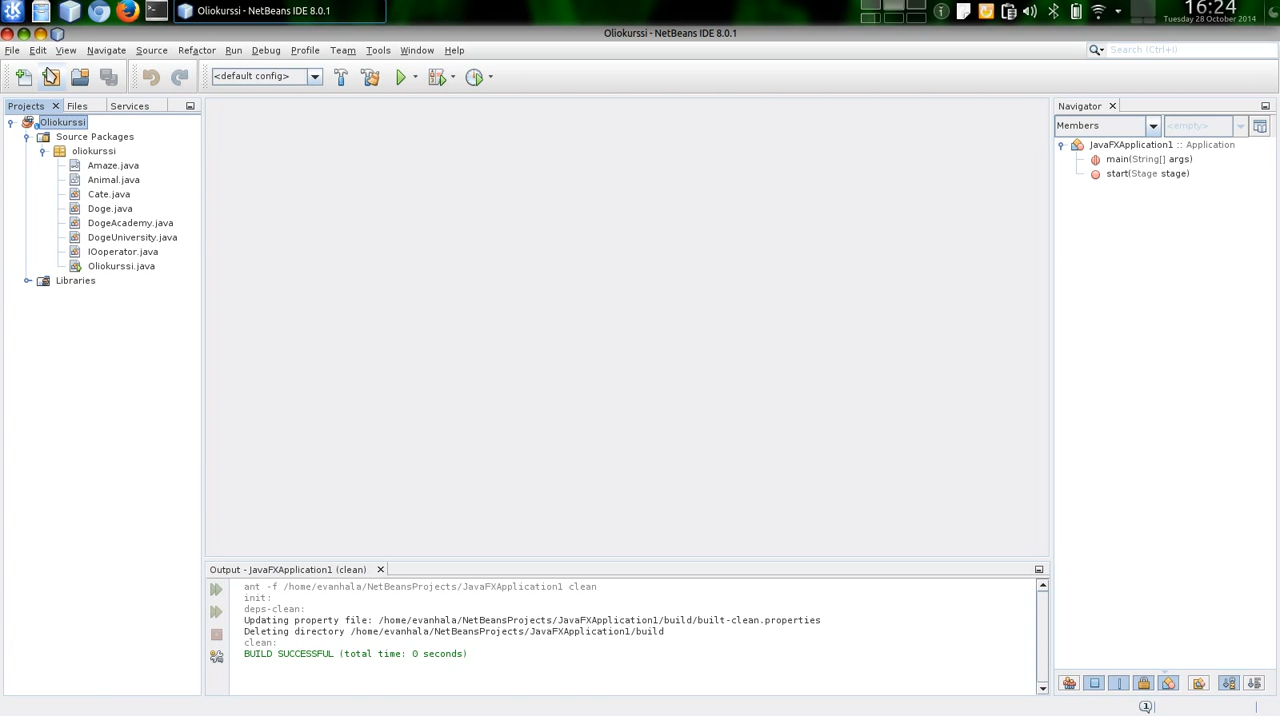 Oliokurssi - NetBeans IDE 8.0.1
16:24
Tuesday 28 October 2014
Oliokurssi - NetBeans IDE 8.0.1
File Edit View Navigate Source Refactor Run Debug Profile Team Tools Window Help
Search (Ctrl+I)
<default config>
Projects Files Services
Navigator
Members
<empty>
Oliokurssi
Source Packages
oliokurssi
Amaze.java
Animal.java
Cate.java
Doge.java
DogeAcademy.java
DogeUniversity.java
IOoperator.java
Oliokurssi.java
Libraries
JavaFXApplication1 :: Application
main(String[] args)
start(Stage stage)
Output - JavaFXApplication1 (clean)
ant -f /home/evanhala/NetBeansProjects/JavaFXApplication1 clean
init:
deps-clean:
Updating property file: /home/evanhala/NetBeansProjects/JavaFXApplication1/build/built-clean.properties
Deleting directory /home/evanhala/NetBeansProjects/JavaFXApplication1/build
clean:
BUILD SUCCESSFUL (total time: 0 seconds)
1